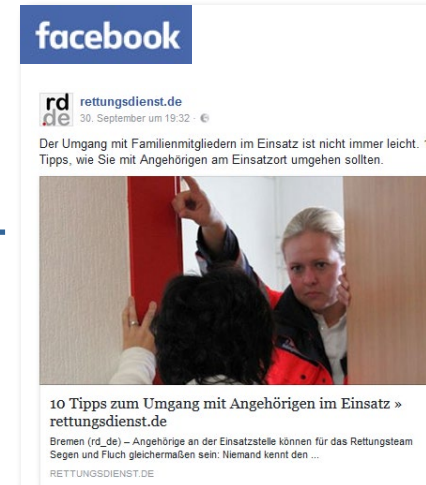 facebook
rd
.de
rettungsdienst.de
30. September um 19:32 ·
Der Umgang mit Familienmitgliedern im Einsatz ist nicht immer leicht.
Tipps, wie Sie mit Angehörigen am Einsatzort umgehen sollten.
10 Tipps zum Umgang mit Angehörigen im Einsatz »
rettungsdienst.de
Bremen (rd_de) – Angehörige an der Einsatzstelle können für das Rettungsteam
Segen und Fluch gleichermaßen sein: Niemand kennt den ...
RETTUNGSDIENST.DE